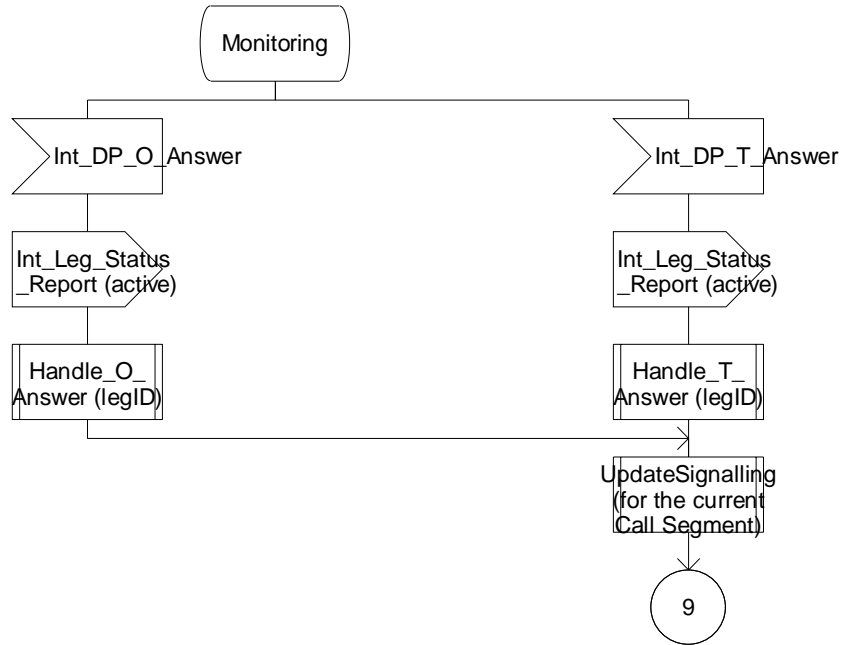 Monitoring
Int_DP_O_Answer
Int_DP_T_Answer
Int_Leg_Status
_Report (active)
Int_Leg_Status
_Report (active)
Handle_O_
Answer (legID)
Handle_T_
Answer (legID)
UpdateSignalling
(for the current
Call Segment)
9